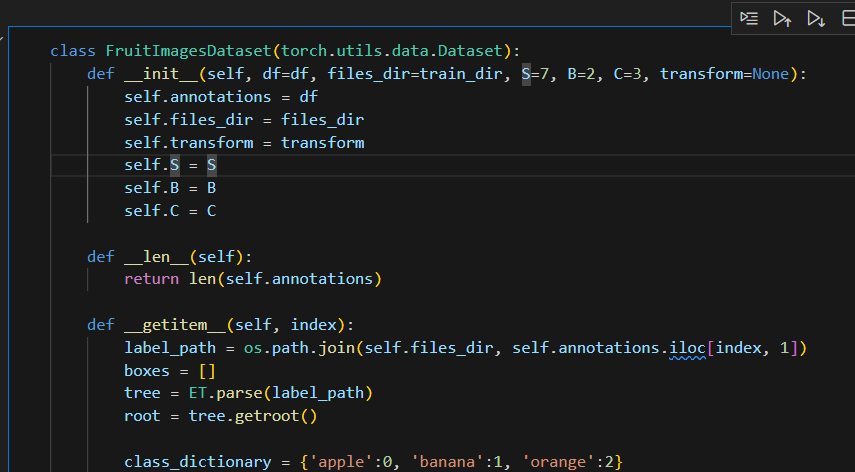 class FruitImagesDataset(torch.utils.data.Dataset):
def __init__(self, df=df, files_dir=train_dir, S=7, B=2, C=3, transform=None):
self.annotations = df
self.files_dir = files_dir
self.transform = transform
self.S = S
self.B = B
self.C = C
def __len__(self):
return len(self.annotations)
def __getitem__(self, index):
label_path = os.path.join(self.files_dir, self.annotations.iloc[index, 1])
boxes = []
tree = ET.parse(label_path)
root = tree.getroot()
class_dictionary = {'apple':0, 'banana':1, 'orange':2}